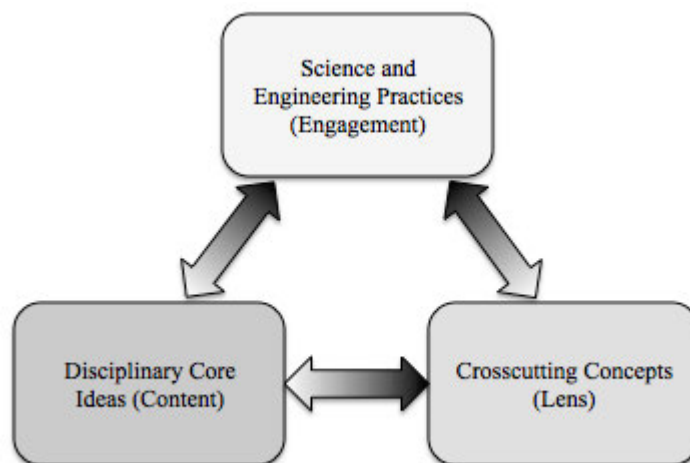 Science and
Engineering Practices
(Engagement)
Disciplinary Core
Ideas (Content)
Crosscutting Concepts
(Lens)